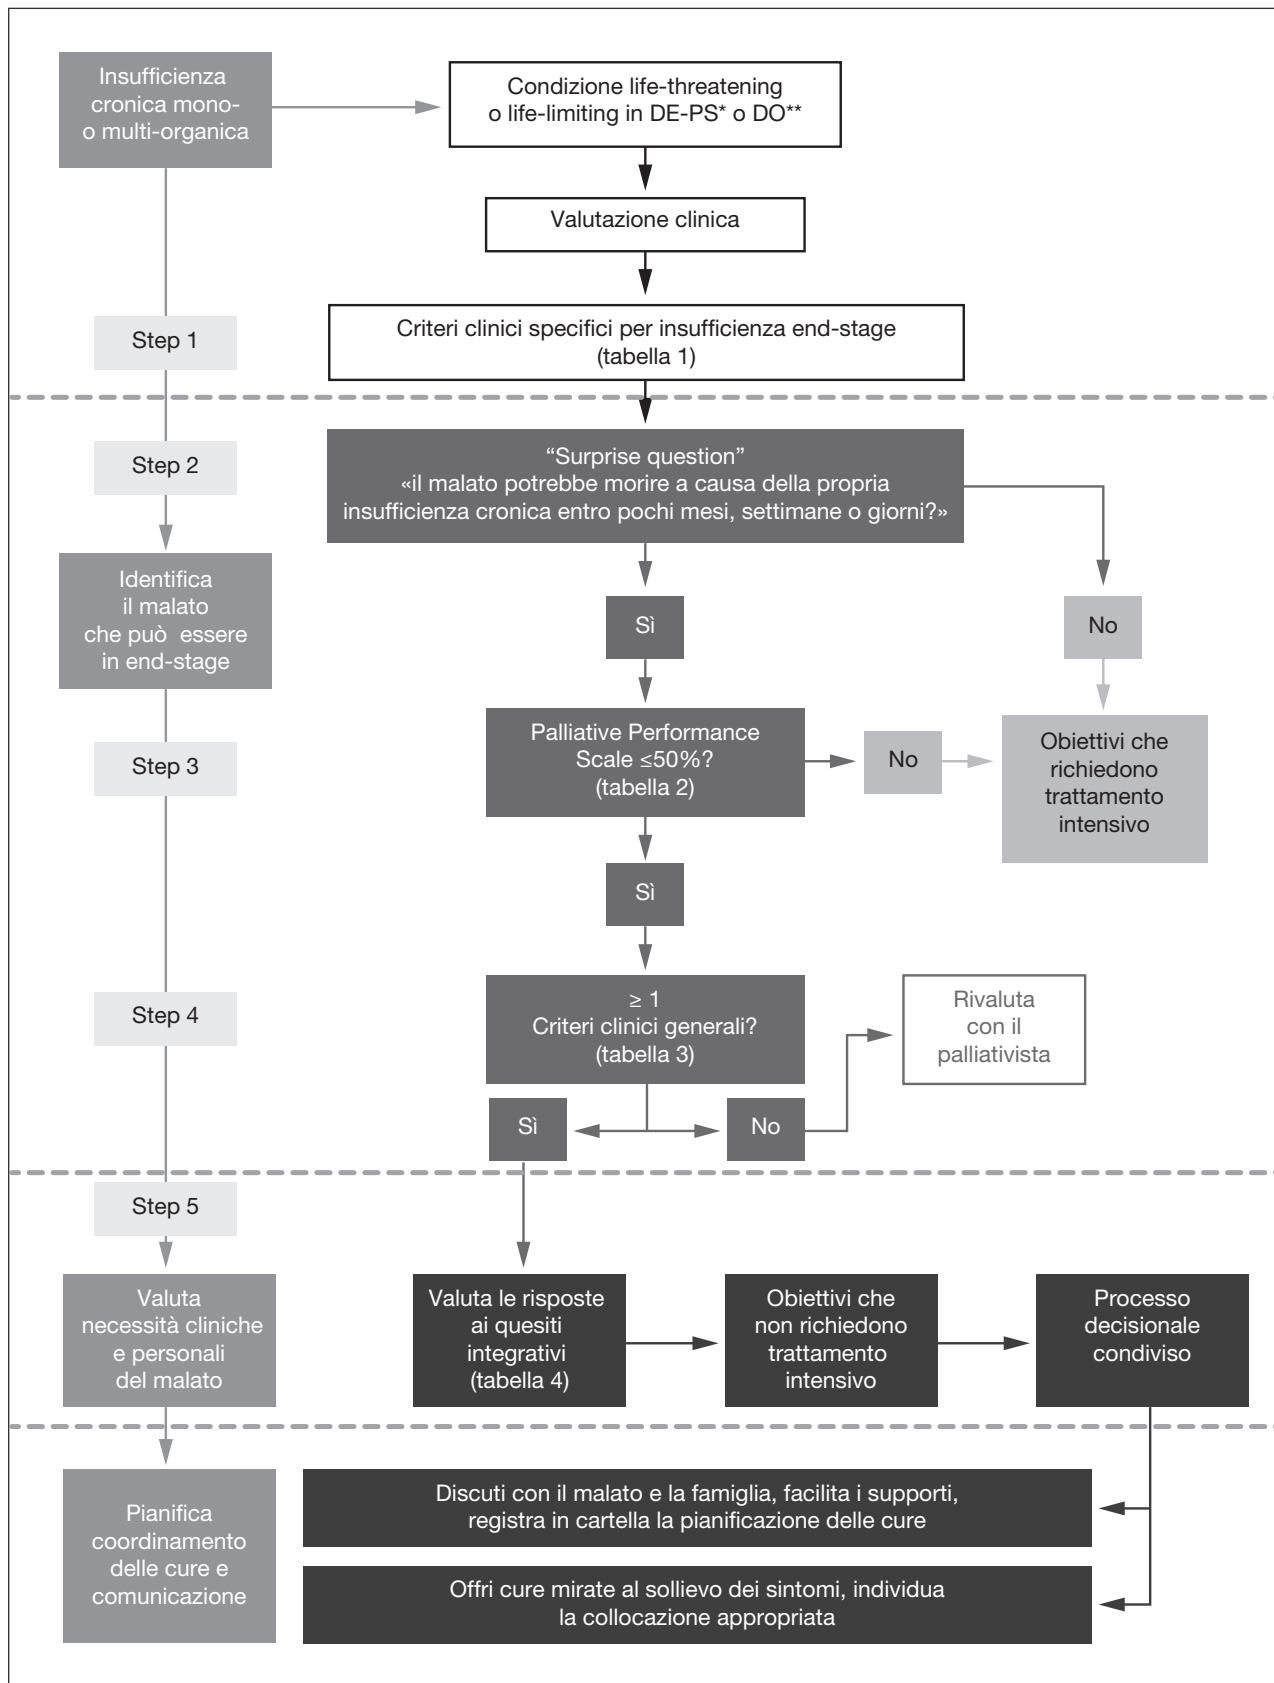 Insufficienza
cronica mono-
o multi-organica
Condizione life-threatening
o life-limiting in DE-PS* o DO**
Valutazione clinica
Step 1
Criteri clinici specifici per insufficienza end-stage
(tabella 1)
Step 2
“Surprise question”
«il malato potrebbe morire a causa della propria
insufficienza cronica entro pochi mesi, settimane o giorni?»
Identifica
il malato
che può essere
in end-stage
Sì
No
Step 3
Palliative Performance
Scale ≤50%?
(tabella 2)
No
Obiettivi che
richiedono
trattamento
intensivo
Sì
Step 4
≥ 1
Criteri clinici generali?
(tabella 3)
Rivaluta
con il
palliativista
Sì
No
Step 5
Valuta
necessità cliniche
e personali
del malato
Valuta le risposte
ai quesiti
integrativi
(tabella 4)
Obiettivi che
non richiedono
trattamento
intensivo
Processo
decisionale
condiviso
Pianifica
coordinamento
delle cure e
comunicazione
Discuti con il malato e la famiglia, facilita i supporti,
registra in cartella la pianificazione delle cure
Offri cure mirate al sollievo dei sintomi, individua
la collocazione appropriata